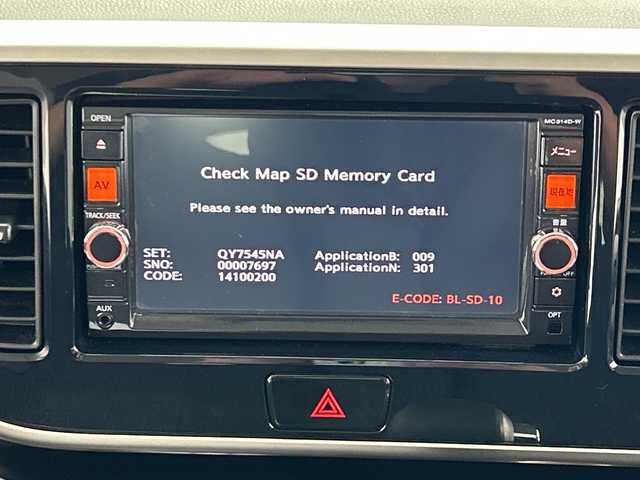 OPEN
MC314D-W
メニュー
AV
現在地
TRACK/SEEK
AUX
OPT
Check Map SD Memory Card
Please see the owner's manual in detail.
SET: QY7545NA ApplicationB: 009
SNO: 00007697 ApplicationN: 301
CODE: 14100200
E-CODE: BL-SD-10